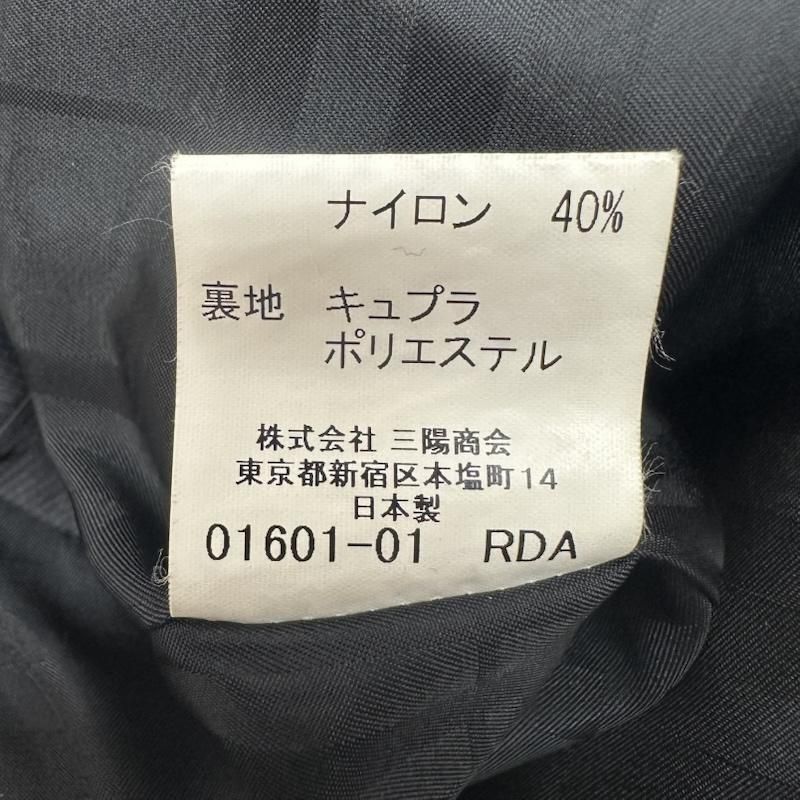 ナイロン 40%
裏地 キュプラ
ポリエステル
株式会社 三陽商会
東京都新宿区本塩町14
日本製
01601-01 RDA